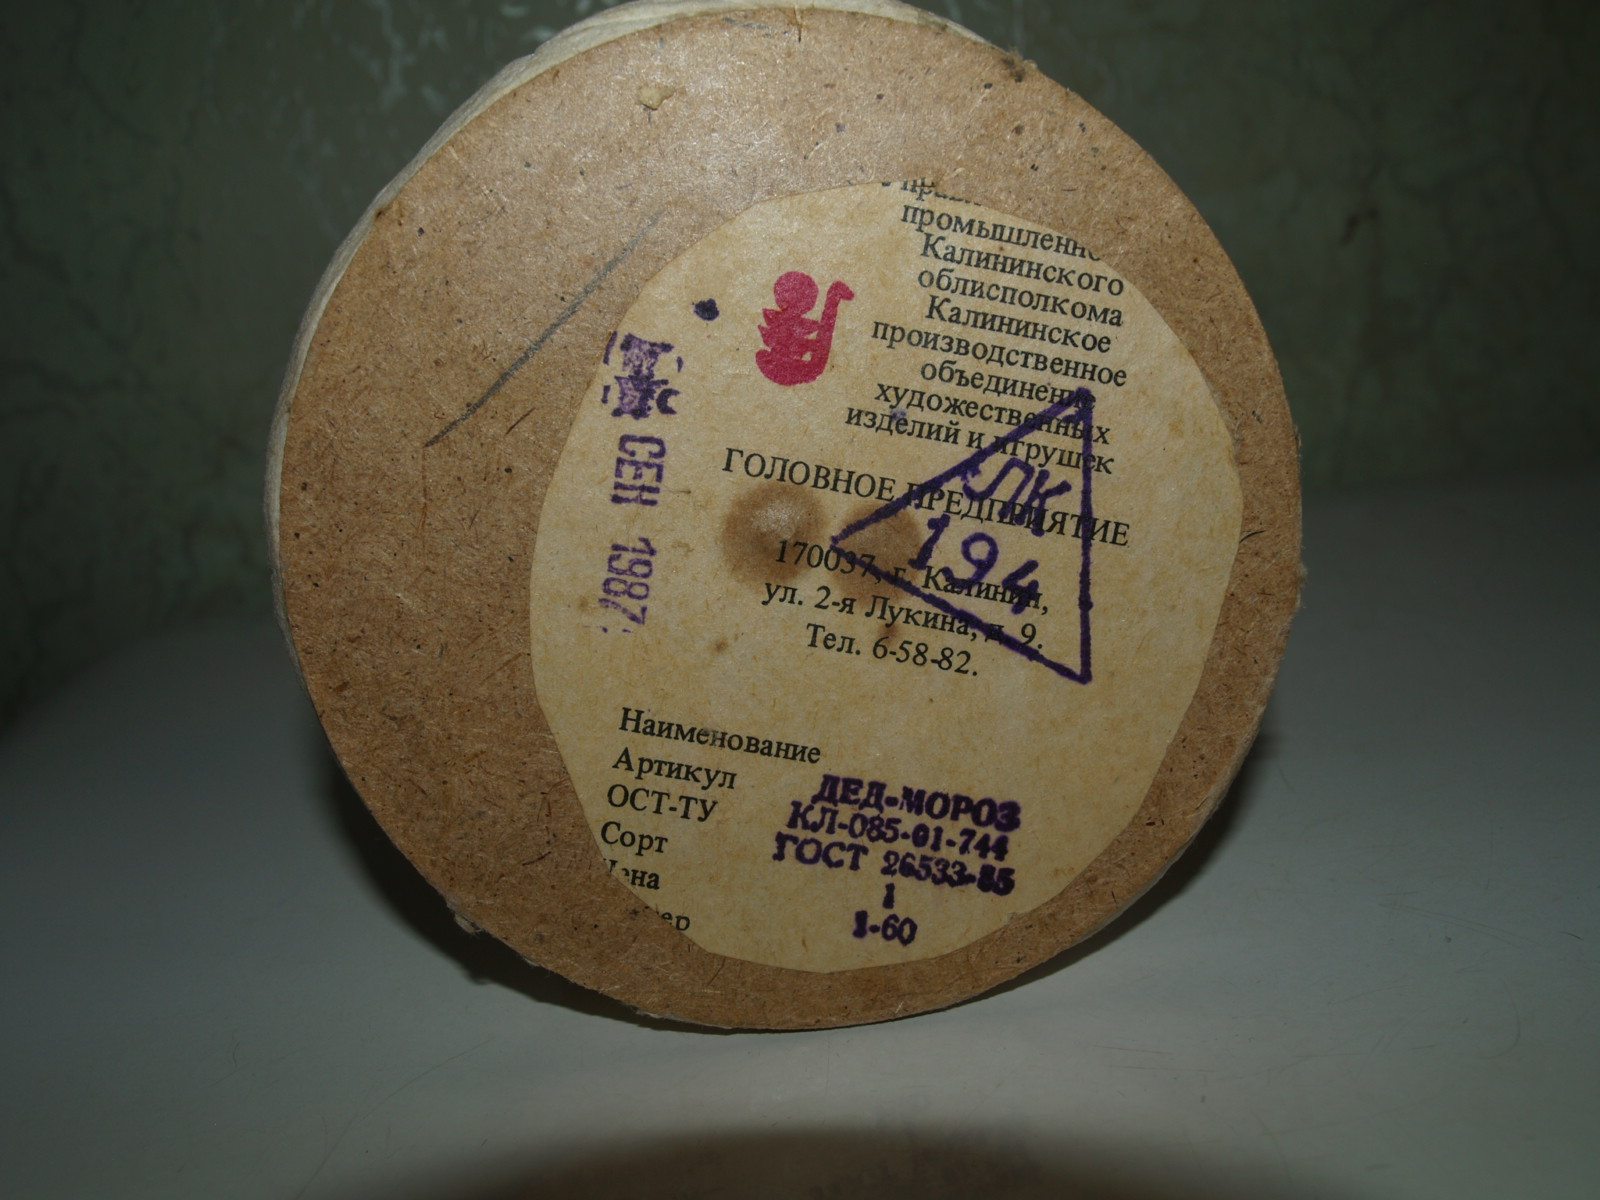 промышленно
Калининского
облисполкома
Калининское
производственное
объединение
художественных
изделий и игрушек
ГОЛОВНОЕ ПРЕДПРИЯТИЕ
170037, г. Калинин,
ул. 2-я Лукина, д. 9.
Тел. 6-58-82.
ЛК
194
СЕН 1987
Наименование
Артикул
ОСТ-ТУ
Сорт
Цена
ДЕД-МОРОЗ
КЛ-085-01-744
ГОСТ 26533-85
1
1-60